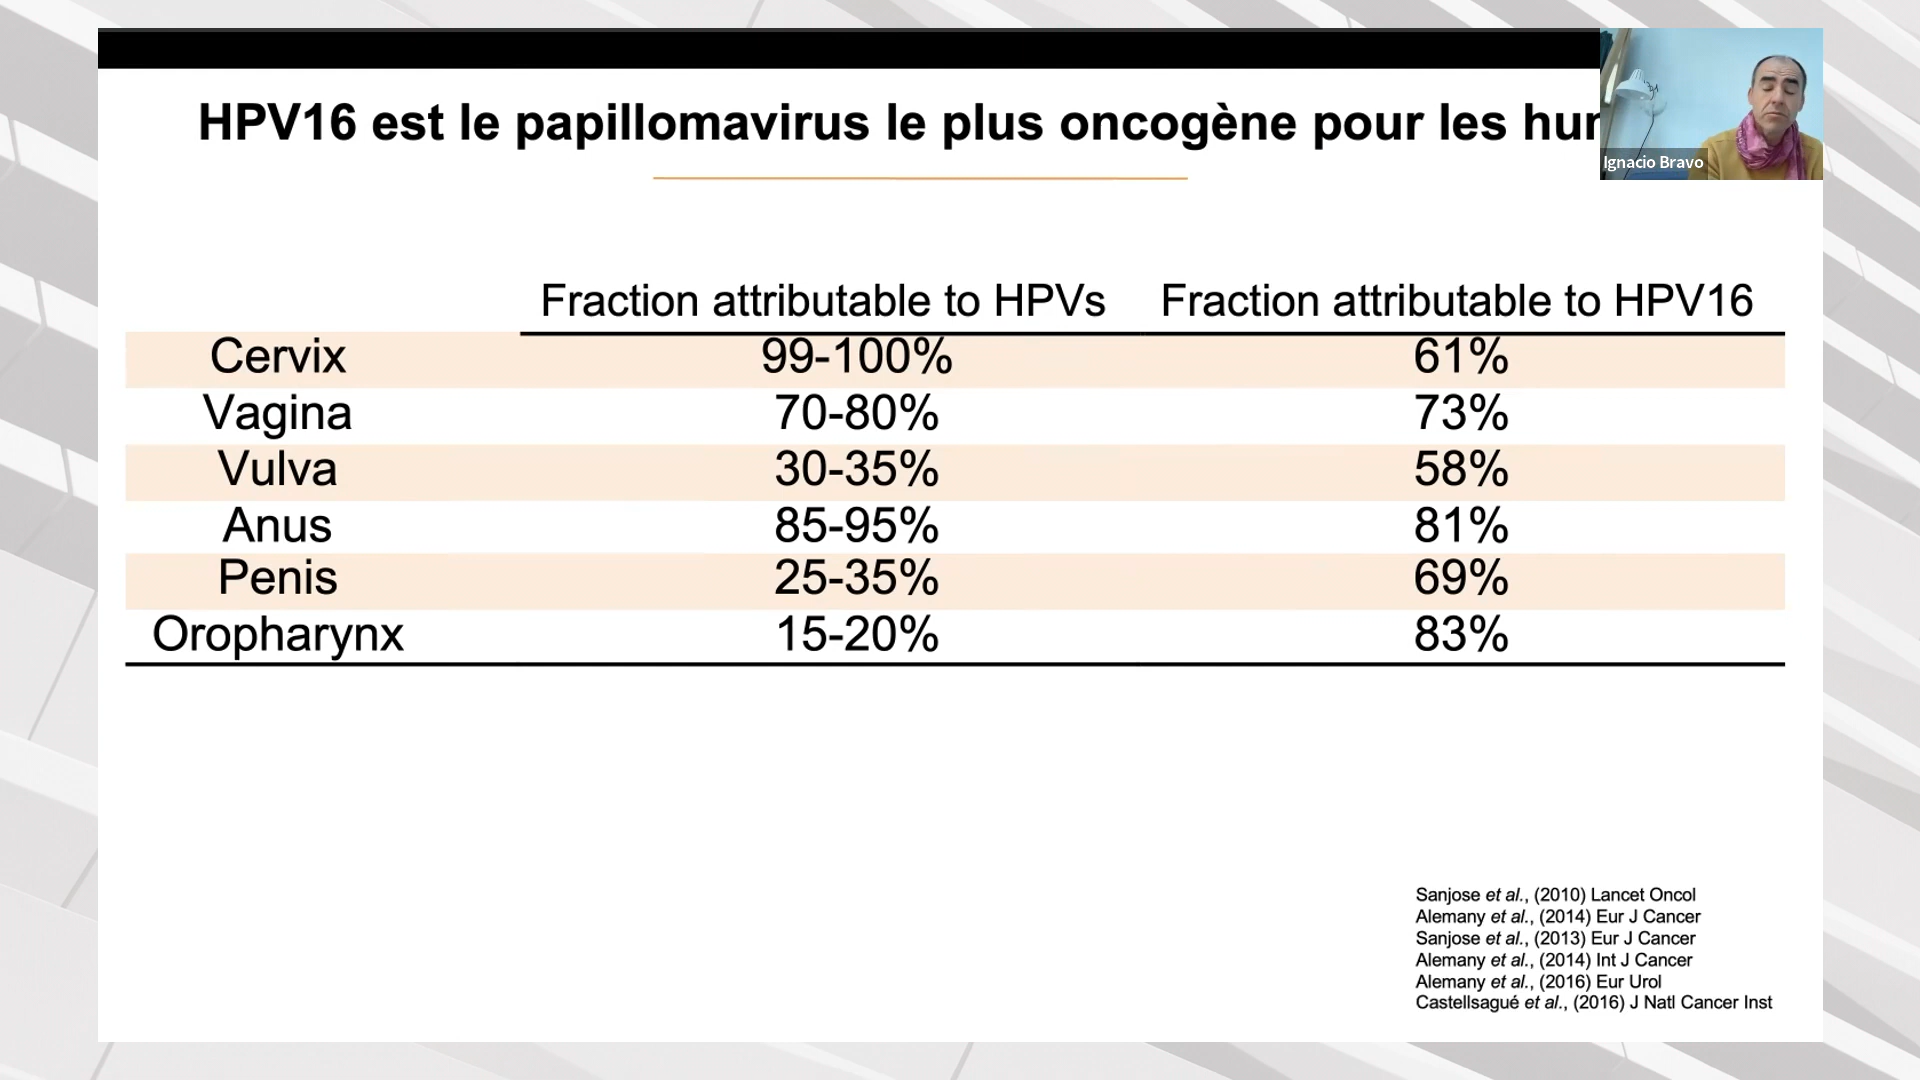 HPV16 est le papillomavirus le plus oncogène pour les
Ignacio Bravo
Fraction attributable to HPVs Fraction attributable to HPV16
Cervix 99-100% 61%
Vagina 70-80% 73%
Vulva 30-35% 58%
Anus 85-95% 81%
Penis 25-35% 69%
Oropharynx 15-20% 83%
Sanjose et al., (2010) Lancet Oncol
Alemany et al., (2014) Eur J Cancer
Sanjose et al., (2013) Eur J Cancer
Alemany et al., (2014) Int J Cancer
Alemany et al., (2016) Eur Urol
Castellsagué et al., (2016) J Natl Cancer Inst